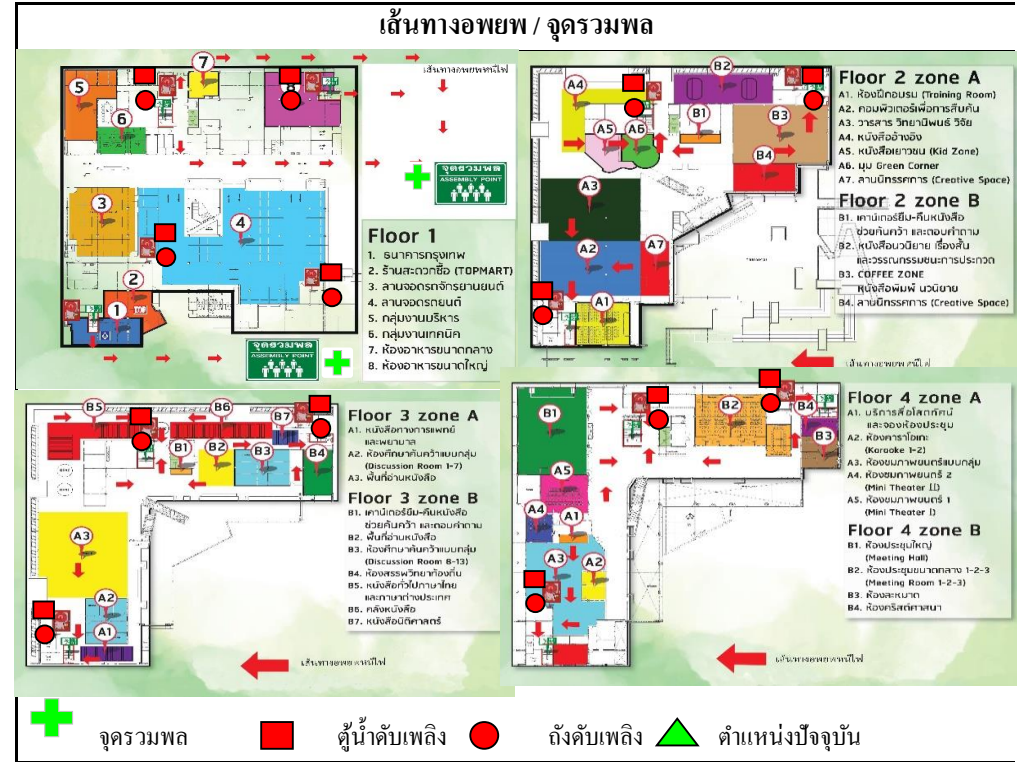 เส้นทางอพยพ / จุดรวมพล
เส้นทางอพยพหนีไฟ
5
6
7
8
3
4
2
1
จุดรวมพล
ASSEMBLY POINT
จุดรวมพล
ASSEMBLY POINT
Floor 1
1. ธนาคารกรุงเทพ
2. ร้านสะดวกซื้อ (TOPMART)
3. ลานจอดรถจักรยานยนต์
4. ลานจอดรถยนต์
5. กลุ่มงานบริหาร
6. กลุ่มงานเทคนิค
7. ห้องอาหารขนาดกลาง
8. ห้องอาหารขนาดใหญ่
A4
B2
A5
A6
B1
B3
B4
A3
A2
A7
A1
Floor 2 zone A
A1. ห้องฝึกอบรม (Training Room)
A2. คอมพิวเตอร์เพื่อการสืบค้น
A3. วารสาร วิทยานิพนธ์ วิจัย
A4. หนังสืออ้างอิง
A5. หนังสือเยาวชน (Kid Zone)
A6. มุม Green Corner
A7. ลานนิทรรศการ (Creative Space)
Floor 2 zone B
B1. เคาน์เตอร์ยืม-คืนหนังสือ
ช่วยค้นคว้า และตอบคำถาม
B2. หนังสือนวนิยาย เรื่องสั้น
และวรรณกรรมชนะการประกวด
B3. COFFEE ZONE
หนังสือพิมพ์ นวนิยาย
B4. ลานนิทรรศการ (Creative Space)
เส้นทางอพยพหนีไฟ
B5
B6
B7
B1
B2
B3
B4
A3
A2
A1
Floor 3 zone A
A1. หนังสือทางการแพทย์
และพยาบาล
A2. ห้องศึกษาค้นคว้าแบบกลุ่ม
(Discussion Room 1-7)
A3. พื้นที่อ่านหนังสือ
Floor 3 zone B
B1. เคาน์เตอร์ยืม-คืนหนังสือ
ช่วยค้นคว้า และตอบคำถาม
B2. พื้นที่อ่านหนังสือ
B3. ห้องศึกษาค้นคว้าแบบกลุ่ม
(Discussion Room 8-13)
B4. ห้องสรรพวิทยาท้องถิ่น
B5. หนังสือทั่วไปภาษาไทย
และภาษาต่างประเทศ
B6. คลังหนังสือ
B7. หนังสือนิติศาสตร์
เส้นทางอพยพหนีไฟ
B1
B2
B4
B3
A5
A4
A1
A3
A2
Floor 4 zone A
A1. บริการสื่อโสตทัศน์
และจองห้องประชุม
A2. ห้องคาราโอเกะ
(Karaoke 1-2)
A3. ห้องชมภาพยนตร์แบบกลุ่ม
A4. ห้องชมภาพยนตร์ 2
(Mini Theater II)
A5. ห้องชมภาพยนตร์ 1
(Mini Theater I)
Floor 4 zone B
B1. ห้องประชุมใหญ่
(Meeting Hall)
B2. ห้องประชุมขนาดกลาง 1-2-3
(Meeting Room 1-2-3)
B3. ห้องละหมาด
B4. ห้องคริสต์ศาสนา
เส้นทางอพยพหนีไฟ
จุดรวมพล
ตู้น้ำดับเพลิง
ถังดับเพลิง
ตำแหน่งปัจจุบัน